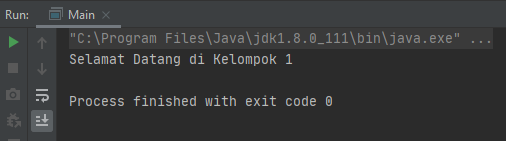 Run: Main
"C:\Program Files\Java\jdk1.8.0_111\bin\java.exe" ...
Selamat Datang di Kelompok 1
Process finished with exit code 0